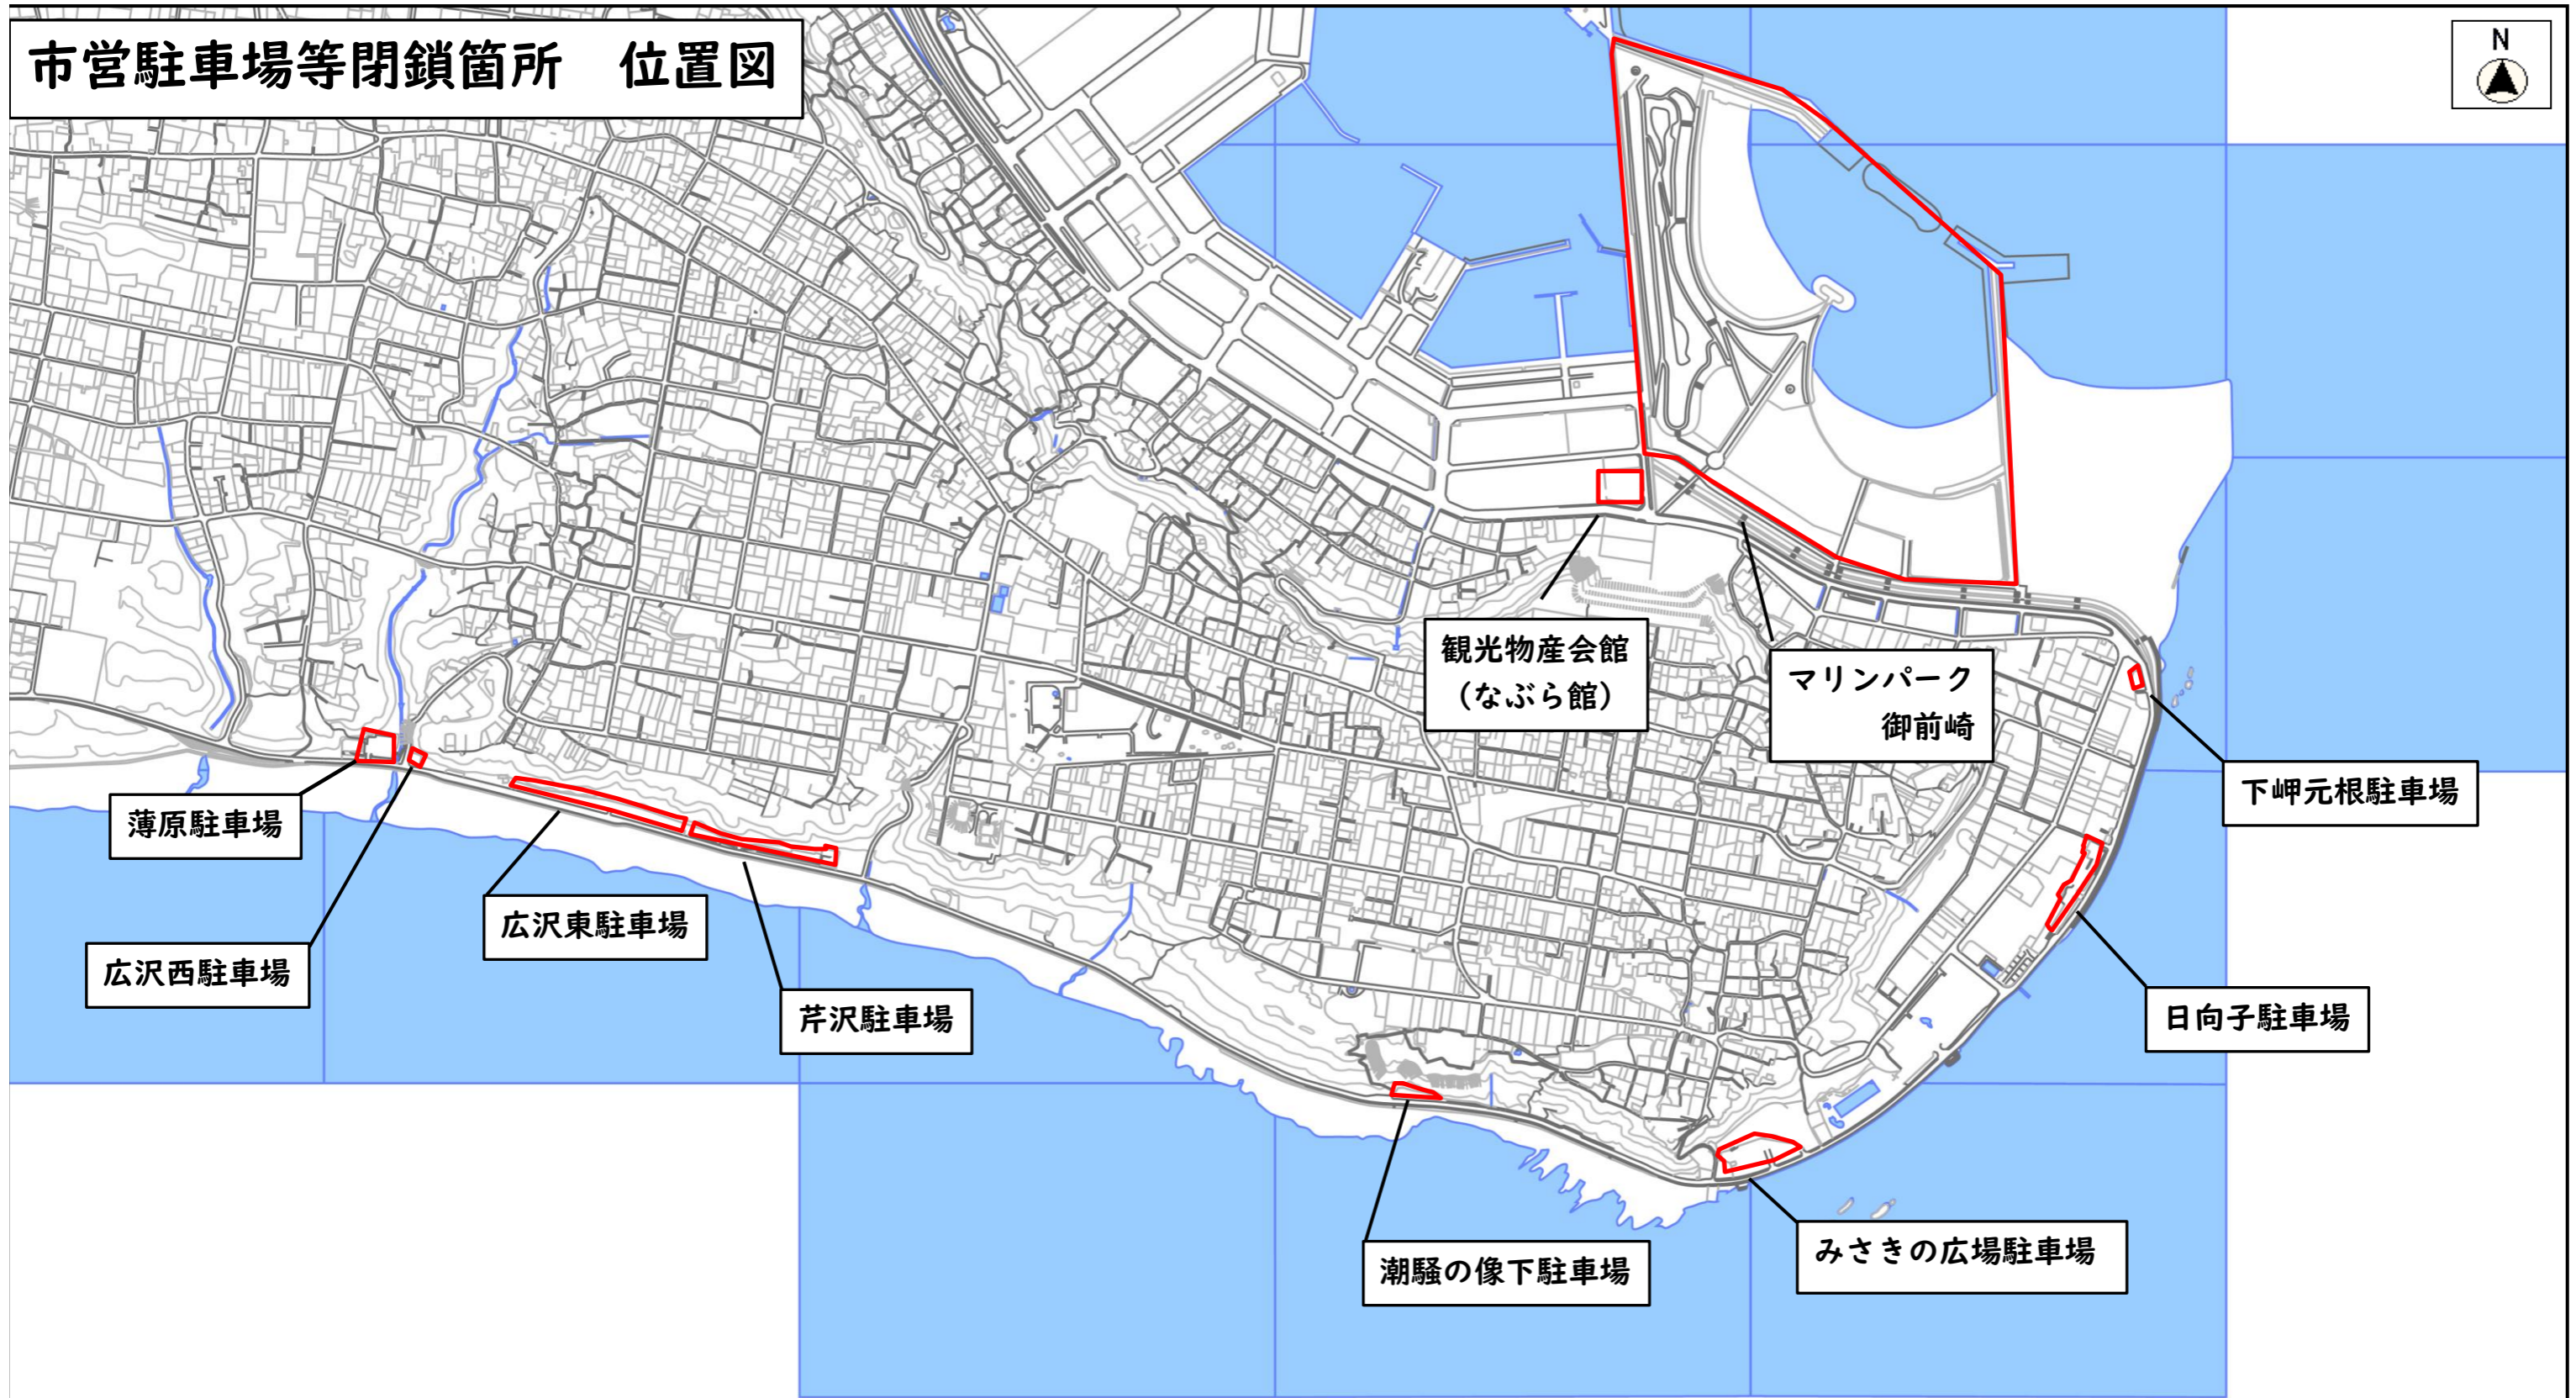 市営駐車場等閉鎖箇所　位置図
N
観光物産会館
（なぶら館）
マリンパーク
御前崎
下岬元根駐車場
薄原駐車場
広沢東駐車場
広沢西駐車場
芹沢駐車場
日向子駐車場
潮騒の像下駐車場
みさきの広場駐車場